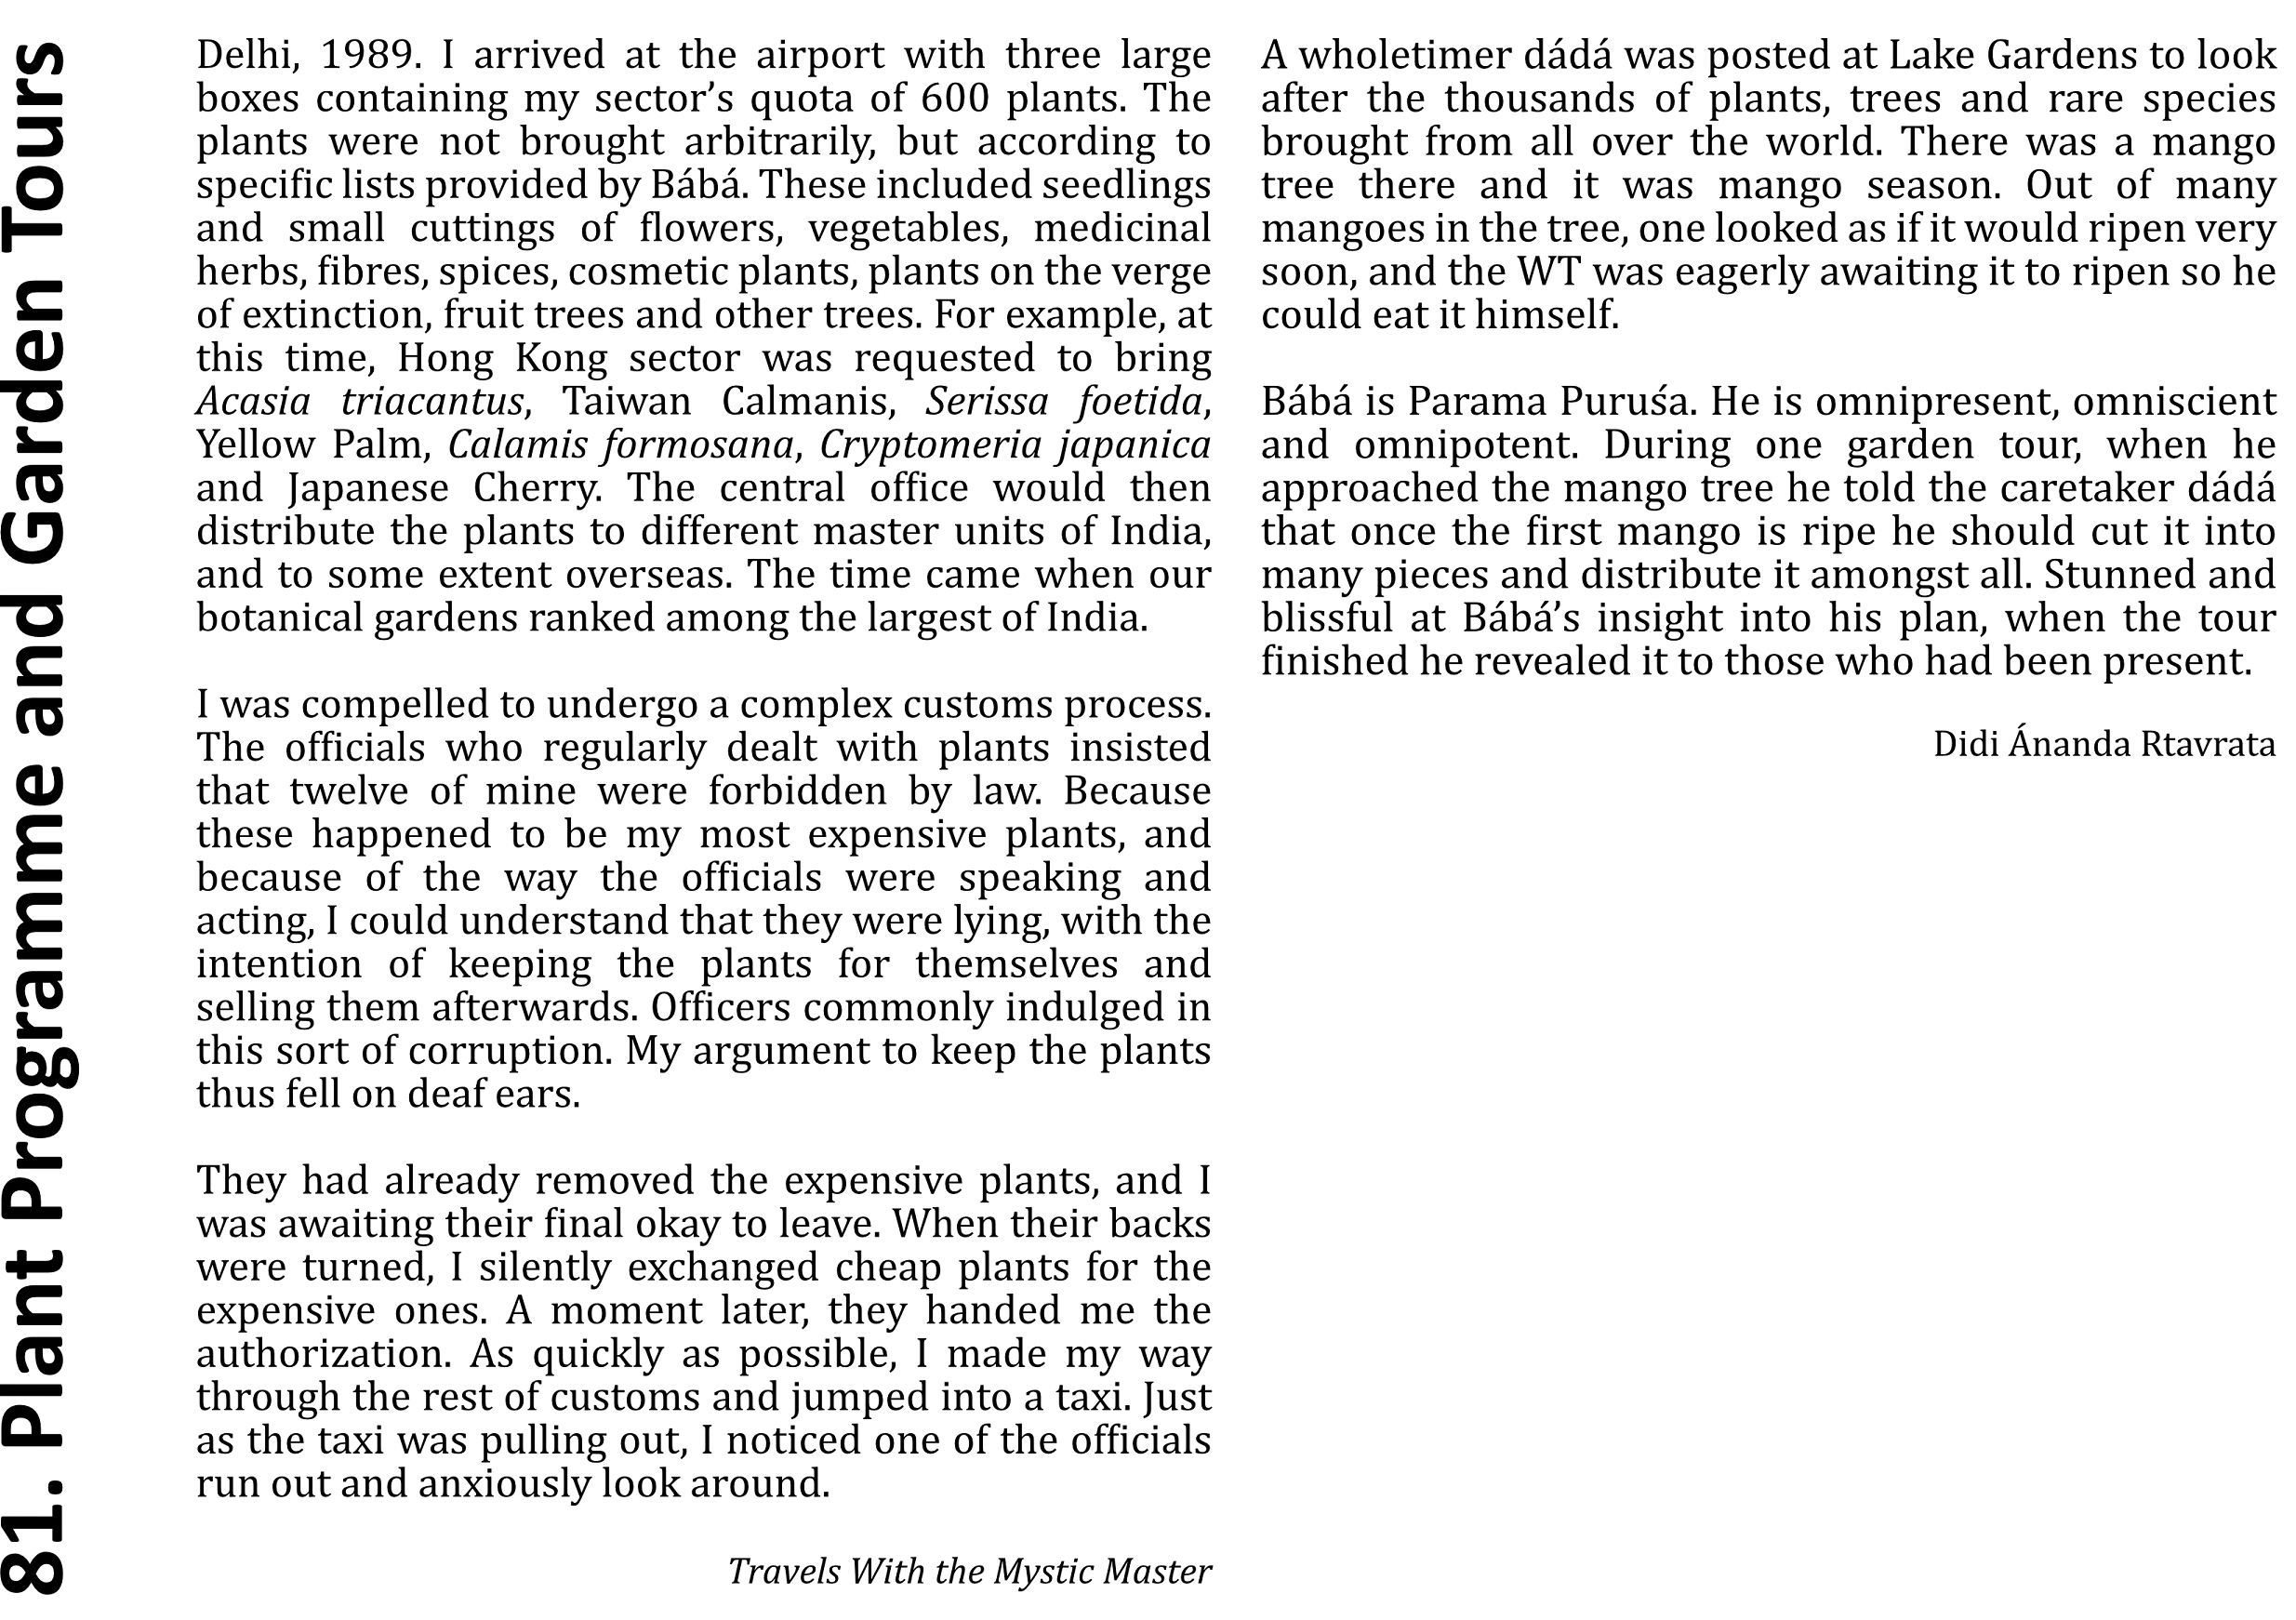 81. Plant Programme and Garden Tours
Delhi, 1989. I arrived at the airport with three large
boxes containing my sector’s quota of 600 plants. The
plants were not brought arbitrarily, but according to
specific lists provided by Bábá. These included seedlings
and small cuttings of flowers, vegetables, medicinal
herbs, fibres, spices, cosmetic plants, plants on the verge
of extinction, fruit trees and other trees. For example, at
this time, Hong Kong sector was requested to bring
Acasia triacantus, Taiwan Calmanis, Serissa foetida,
Yellow Palm, Calamis formosana, Cryptomeria japanica
and Japanese Cherry. The central office would then
distribute the plants to different master units of India,
and to some extent overseas. The time came when our
botanical gardens ranked among the largest of India.
I was compelled to undergo a complex customs process.
The officials who regularly dealt with plants insisted
that twelve of mine were forbidden by law. Because
these happened to be my most expensive plants, and
because of the way the officials were speaking and
acting, I could understand that they were lying, with the
intention of keeping the plants for themselves and
selling them afterwards. Officers commonly indulged in
this sort of corruption. My argument to keep the plants
thus fell on deaf ears.
They had already removed the expensive plants, and I
was awaiting their final okay to leave. When their backs
were turned, I silently exchanged cheap plants for the
expensive ones. A moment later, they handed me the
authorization. As quickly as possible, I made my way
through the rest of customs and jumped into a taxi. Just
as the taxi was pulling out, I noticed one of the officials
run out and anxiously look around.
Travels With the Mystic Master
A wholetimer dádá was posted at Lake Gardens to look
after the thousands of plants, trees and rare species
brought from all over the world. There was a mango
tree there and it was mango season. Out of many
mangoes in the tree, one looked as if it would ripen very
soon, and the WT was eagerly awaiting it to ripen so he
could eat it himself.
Bábá is Parama Puruśa. He is omnipresent, omniscient
and omnipotent. During one garden tour, when he
approached the mango tree he told the caretaker dádá
that once the first mango is ripe he should cut it into
many pieces and distribute it amongst all. Stunned and
blissful at Bábá’s insight into his plan, when the tour
finished he revealed it to those who had been present.
Didi Ánanda Rtavrata